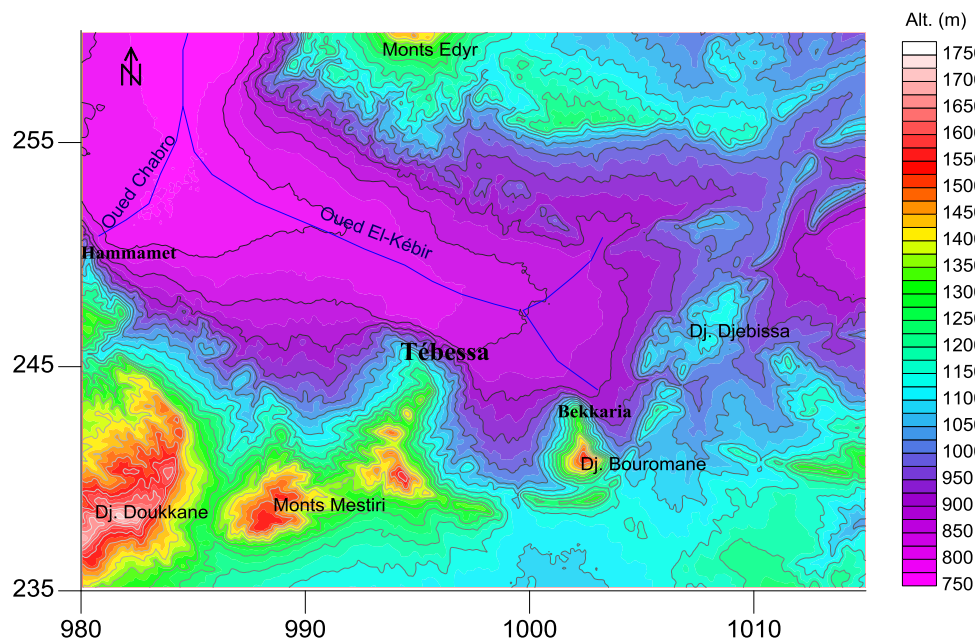 Alt. (m)
N
Monts Edyr
255
Oued Chabro
Oued El-Kébir
Hammamet
Dj. Djebissa
Tébessa
245
Bekkaria
Dj. Bouromane
Monts Mestiri
Dj. Doukkane
235
980
990
1000
1010
1750
1700
1650
1600
1550
1500
1450
1400
1350
1300
1250
1200
1150
1100
1050
1000
950
900
850
800
750